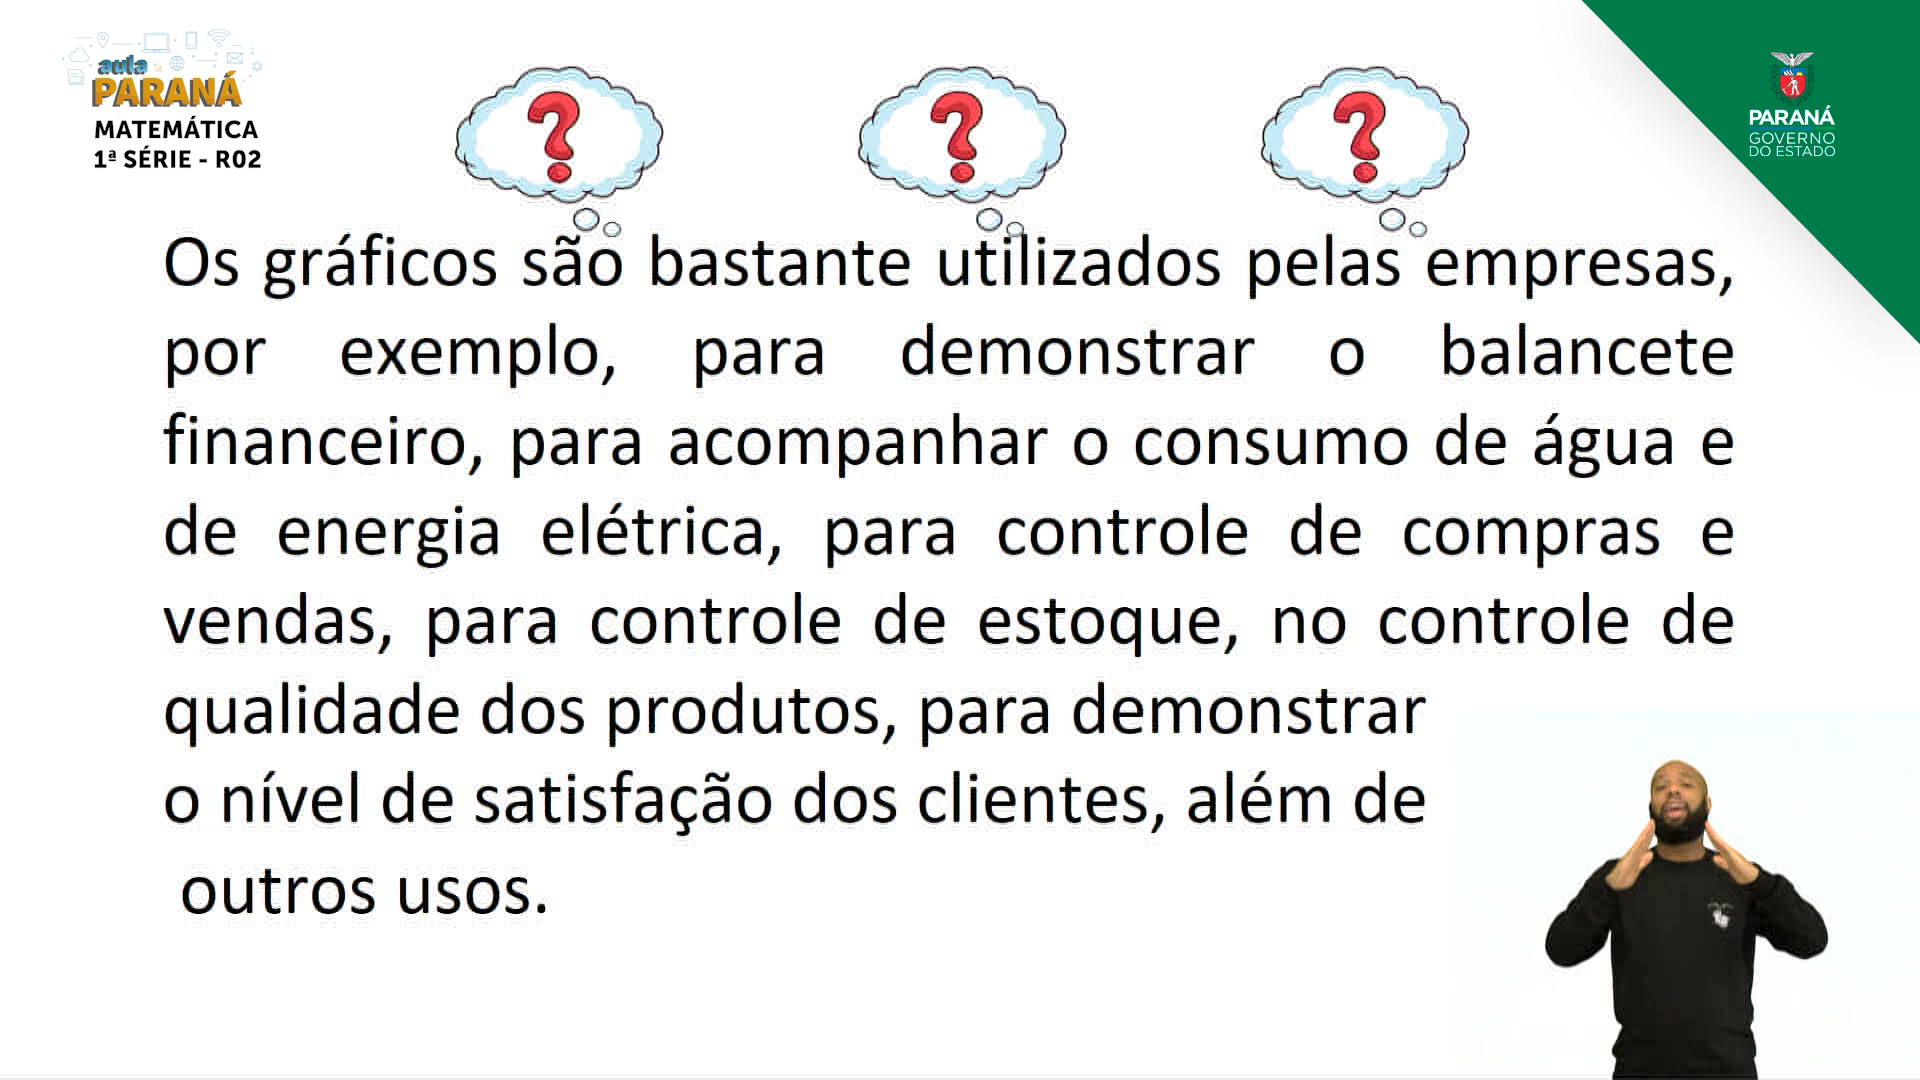 aula
PARANÁ
MATEMÁTICA
1ª SÉRIE - R02
PARANÁ
GOVERNO
DO ESTADO
Os gráficos são bastante utilizados pelas empresas,
por exemplo, para demonstrar o balancete
financeiro, para acompanhar o consumo de água e
de energia elétrica, para controle de compras e
vendas, para controle de estoque, no controle de
qualidade dos produtos, para demonstrar
o nível de satisfação dos clientes, além de
outros usos.